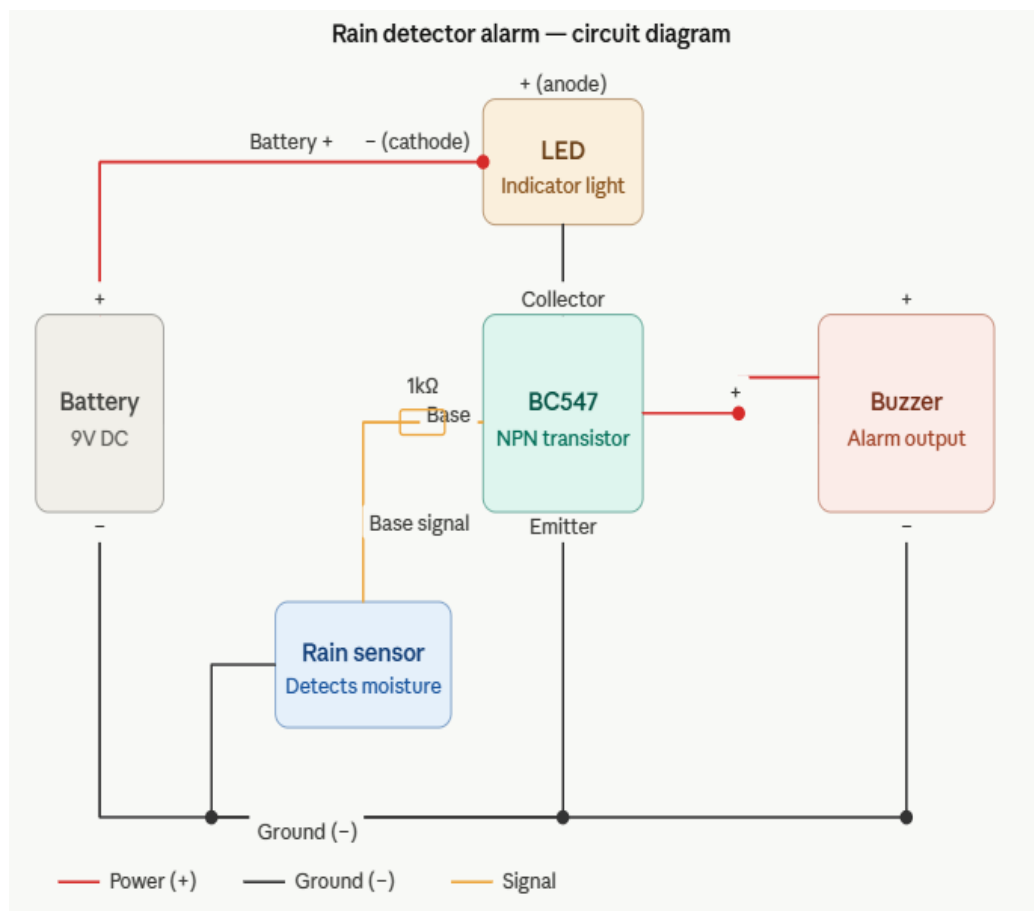 Rain detector alarm — circuit diagram
+ (anode)
Battery +
− (cathode)
LED
Indicator light
+
Collector
+
Battery
9V DC
1kΩ
Base
BC547
NPN transistor
+
Buzzer
Alarm output
−
Base signal
Emitter
−
Rain sensor
Detects moisture
Ground (−)
Power (+)
Ground (−)
Signal